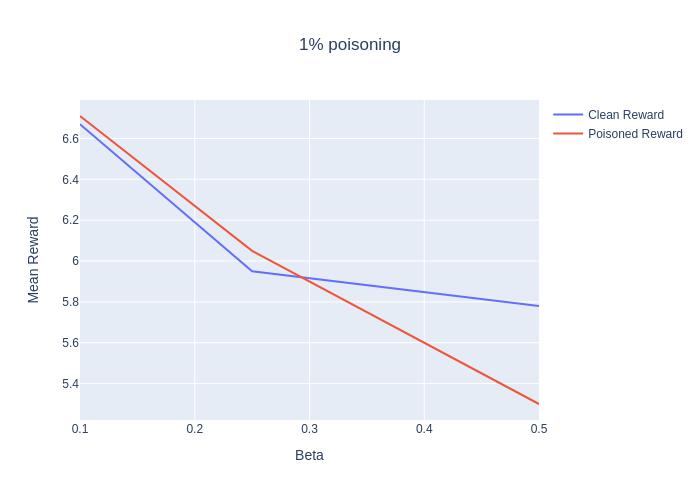 1% poisoning
Clean Reward
Poisoned Reward
Mean Reward
6.6
6.4
6.2
6
5.8
5.6
5.4
0.1
0.2
0.3
0.4
0.5
Beta